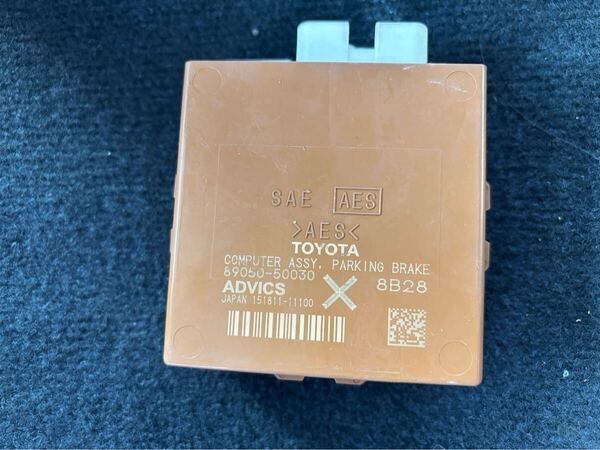 SAE AES
>AES<
TOYOTA
COMPUTER ASSY, PARKING BRAKE
89050-50030
ADVICS
8B28
JAPAN 151811-11100